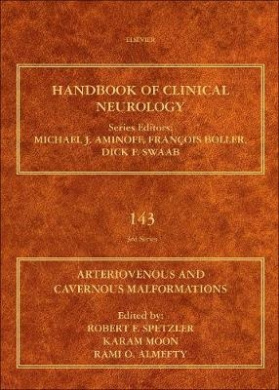 ELSEVIER
HANDBOOK OF CLINICAL
NEUROLOGY
Series Editors:
MICHAEL J. AMINOFF, FRANÇOIS BOLLER,
DICK F. SWAAB
143
3rd Series
ARTERIOVENOUS AND
CAVERNOUS MALFORMATIONS
Edited by:
ROBERT F. SPETZLER
KARAM MOON
RAMI O. ALMEFTY